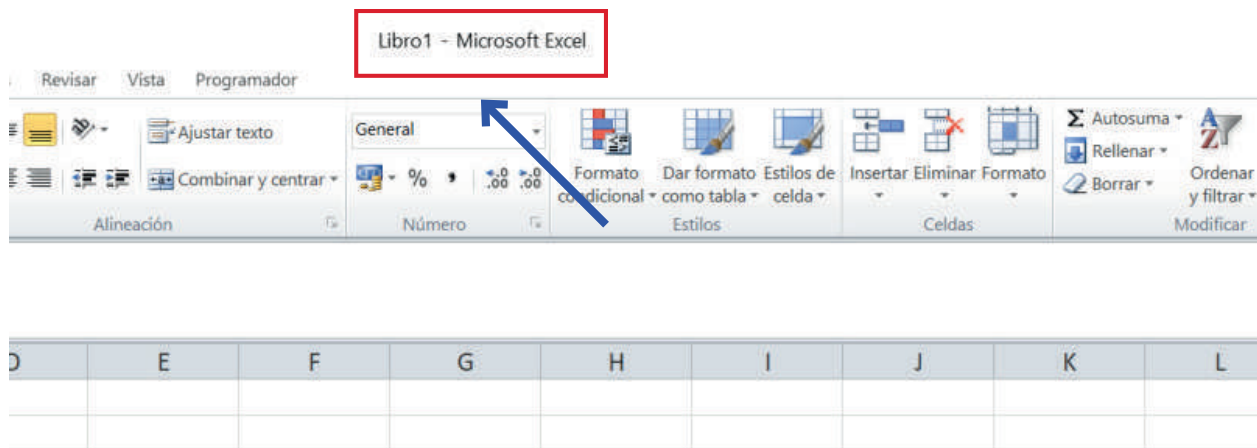 Libro1 - Microsoft Excel
Revisar Vista Programador
Ajustar texto General Σ Autosuma
Rellenar
Combinar y centrar % Formato condicional Dar formato como tabla Estilos de celda Insertar Eliminar Formato Borrar Ordenar y filtrar
Alineación Número Estilos Celdas Modificar
E F G H I J K L